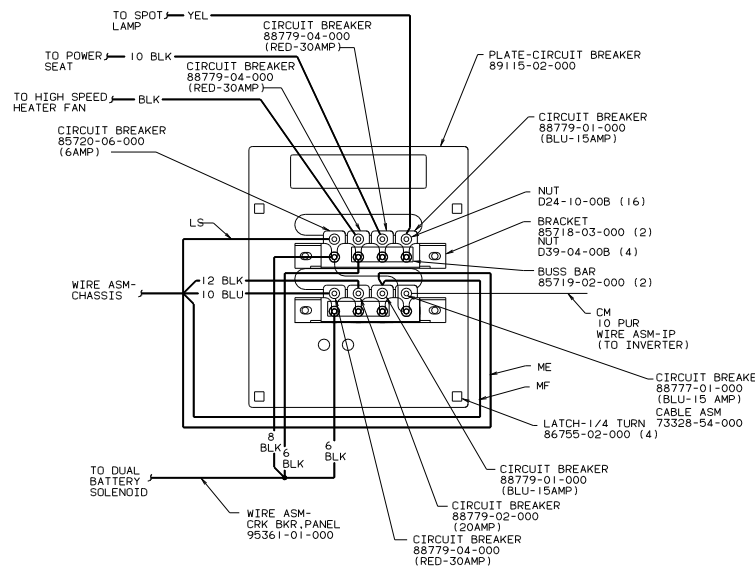 TO SPOT
LAMP
YEL
CIRCUIT BREAKER
88779-04-000
(RED-30AMP)
TO POWER
SEAT
10 BLK
CIRCUIT BREAKER
88779-04-000
(RED-30AMP)
PLATE-CIRCUIT BREAKER
89115-02-000
TO HIGH SPEED
HEATER FAN
BLK
CIRCUIT BREAKER
85720-06-000
(6AMP)
CIRCUIT BREAKER
88779-01-000
(BLU-15AMP)
NUT
D24-10-00B (16)
LS
BRACKET
85718-03-000 (2)
NUT
D39-04-00B (4)
BUSS BAR
85719-02-000 (2)
WIRE ASM-
CHASSIS
12 BLK
10 BLU
CM
10 PUR
WIRE ASM-IP
(TO INVERTER)
ME
MF
CIRCUIT BREAKE
88777-01-000
(BLU-15 AMP)
CABLE ASM
73328-54-000
LATCH-1/4 TURN
86755-02-000 (4)
8
BLK
6
BLK
6
BLK
TO DUAL
BATTERY
SOLENOID
CIRCUIT BREAKER
88779-01-000
(BLU-15AMP)
WIRE ASM-
CRK BKR.PANEL
95361-01-000
CIRCUIT BREAKER
88779-02-000
(20AMP)
CIRCUIT BREAKER
88779-04-000
(RED-30AMP)